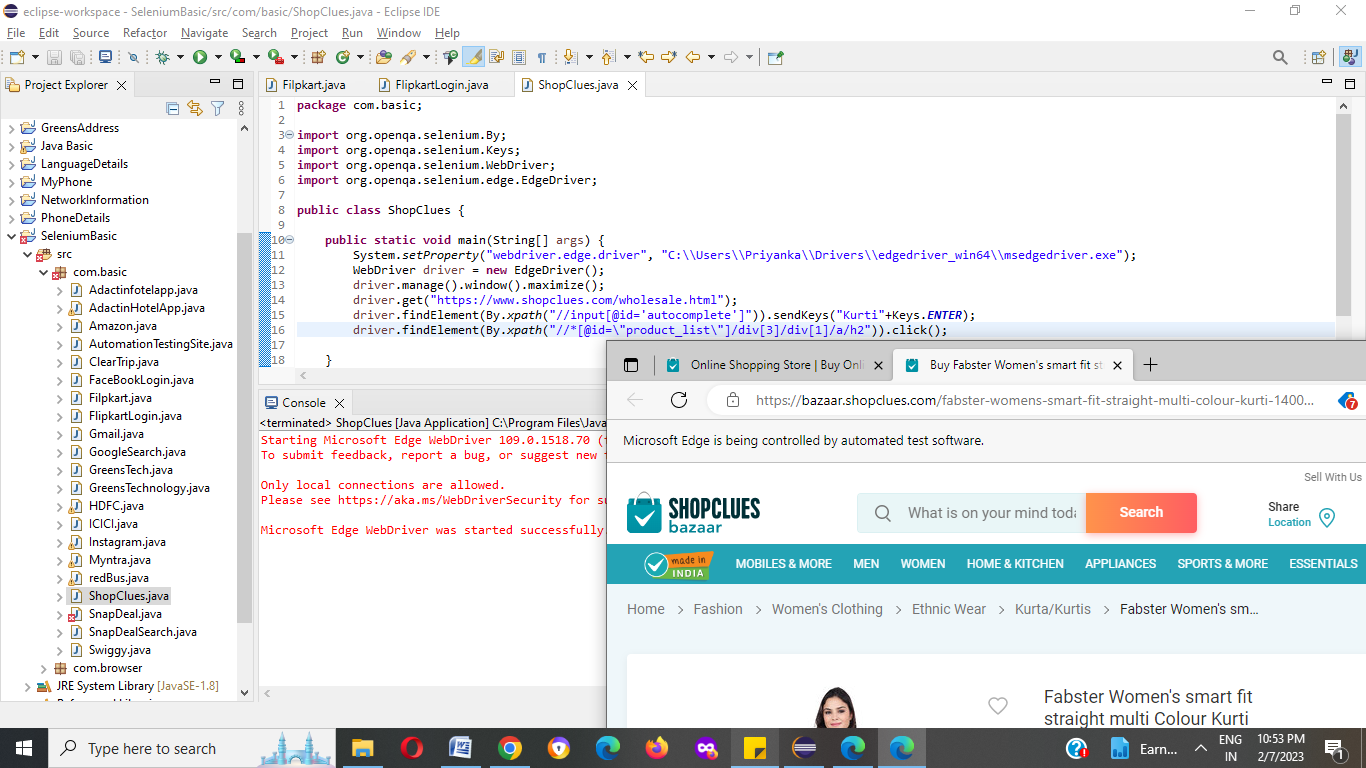 eclipse-workspace - SeleniumBasic/src/com/basic/ShopClues.java - Eclipse IDE
File Edit Source Refactor Navigate Search Project Run Window Help
Project Explorer
GreensAddress
Java Basic
LanguageDetails
MyPhone
NetworkInformation
PhoneDetails
SeleniumBasic
src
com.basic
Adactinfotelapp.java
AdactinHotelApp.java
Amazon.java
AutomationTestingSite.java
ClearTrip.java
FaceBookLogin.java
Filpkart.java
FlipkartLogin.java
Gmail.java
GoogleSearch.java
GreensTech.java
GreensTechnology.java
HDFC.java
ICICI.java
Instagram.java
Myntra.java
redBus.java
ShopClues.java
SnapDeal.java
SnapDealSearch.java
Swiggy.java
com.browser
JRE System Library [JavaSE-1.8]
Filpkart.java FlipkartLogin.java ShopClues.java
1 package com.basic;
2
3 import org.openqa.selenium.By;
4 import org.openqa.selenium.Keys;
5 import org.openqa.selenium.WebDriver;
6 import org.openqa.selenium.edge.EdgeDriver;
7
8 public class ShopClues {
9
10 public static void main(String[] args) {
11 System.setProperty("webdriver.edge.driver", "C:\\Users\\Priyanka\\Drivers\\edgedriver_win64\\msedgedriver.exe");
12 WebDriver driver = new EdgeDriver();
13 driver.manage().window().maximize();
14 driver.get("https://www.shopclues.com/wholesale.html");
15 driver.findElement(By.xpath("//input[@id='autocomplete']")).sendKeys("Kurti"+Keys.ENTER);
16 driver.findElement(By.xpath("//*[@id=\"product_list\"]/div[3]/div[1]/a/h2")).click();
17
18 }
Console
<terminated> ShopClues [Java Application] C:\Program Files\Java
Starting Microsoft Edge WebDriver 109.0.1518.70 (
To submit feedback, report a bug, or suggest new
Only local connections are allowed.
Please see https://aka.ms/WebDriverSecurity for su
Microsoft Edge WebDriver was started successfully.
Online Shopping Store | Buy Onli
Buy Fabster Women's smart fit st
https://bazaar.shopclues.com/fabster-womens-smart-fit-straight-multi-colour-kurti-1400...
7
Microsoft Edge is being controlled by automated test software.
Sell With Us
SHOPCLUES
bazaar
What is on your mind toda
Search
Share
Location
made in
INDIA
MOBILES & MORE MEN WOMEN HOME & KITCHEN APPLIANCES SPORTS & MORE ESSENTIALS
Home > Fashion > Women's Clothing > Ethnic Wear > Kurta/Kurtis > Fabster Women's sm...
Fabster Women's smart fit
straight multi Colour Kurti
Type here to search
Earn...
ENG
IN
10:53 PM
2/7/2023
1